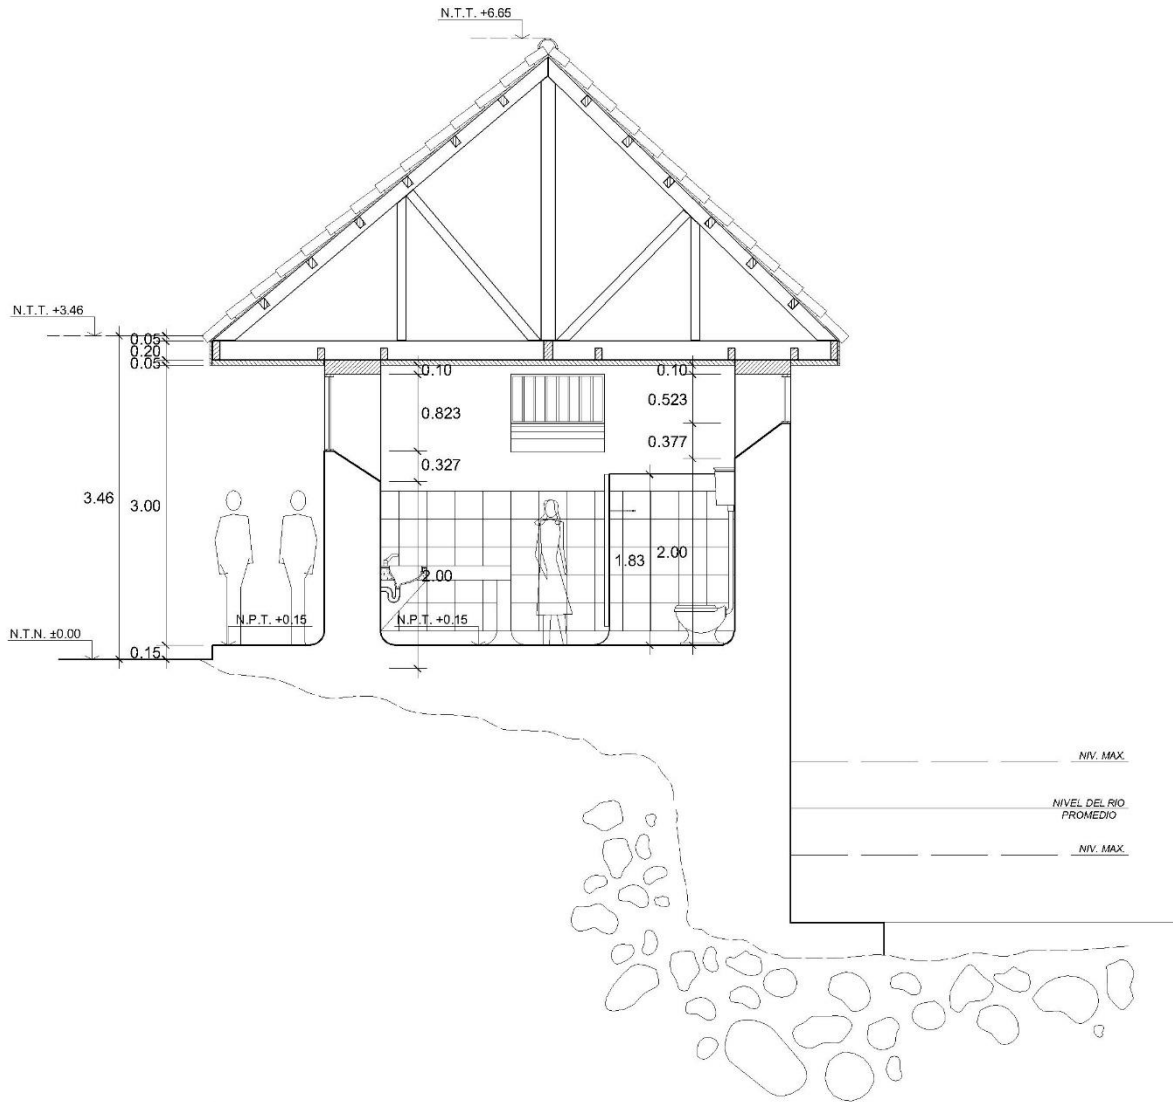 N.T.T. +6.65
N.T.T. +3.46
0.05
0.20
0.05
0.10
0.10
0.823
0.523
0.377
0.327
3.46
3.00
1.83
2.00
2.00
N.P.T. +0.15
N.P.T. +0.15
N.T.N. ±0.00
0.15
NIV. MAX.
NIVEL DEL RIO
PROMEDIO
NIV. MAX.